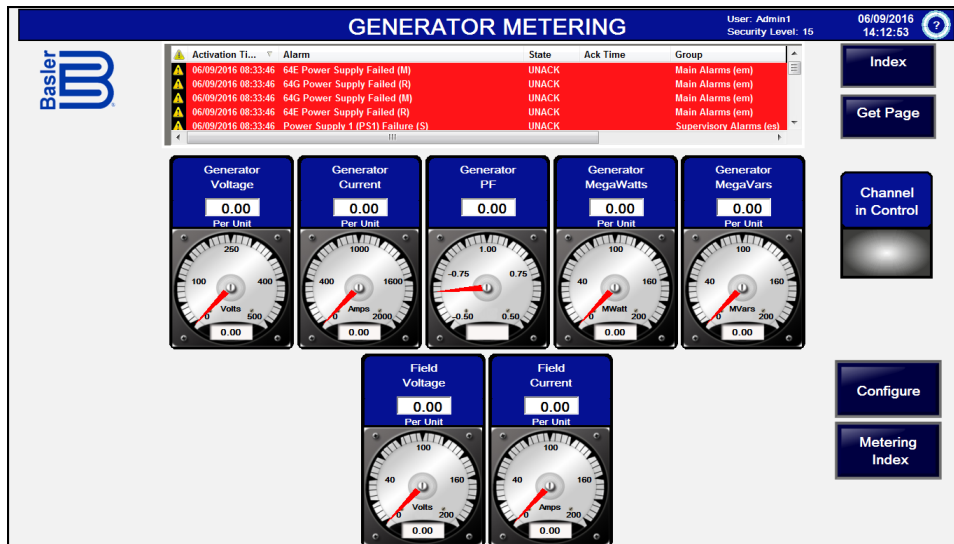 GENERATOR METERING
User: Admin1
Security Level: 15
06/09/2016
14:12:53
?
Basler
Activation Ti... Alarm State Ack Time Group
06/09/2016 08:33:46 64E Power Supply Failed (M) UNACK Main Alarms (em)
06/09/2016 08:33:46 64G Power Supply Failed (R) UNACK Main Alarms (em)
06/09/2016 08:33:46 64G Power Supply Failed (M) UNACK Main Alarms (em)
06/09/2016 08:33:46 64E Power Supply Failed (R) UNACK Main Alarms (em)
06/09/2016 08:33:46 Power Supply 1 (PS1) Failure (S) UNACK Supervisory Alarms (es)
Index
Get Page
Channel
in Control
Generator
Voltage
0.00
Per Unit
250
100 400
Volts
0 500
0.00
Generator
Current
0.00
Per Unit
1000
400 1600
Amps
0 2000
0.00
Generator
PF
0.00
1.00
-0.75 0.75
-0.50 0.50
Generator
MegaWatts
0.00
Per Unit
100
40 160
MWatt
0 200
0.00
Generator
MegaVars
0.00
Per Unit
100
40 160
MVars
0 200
0.00
Field
Voltage
0.00
Per Unit
100
40 160
Volts
0 200
0.00
Field
Current
0.00
Per Unit
100
40 160
Amps
0 200
0.00
Configure
Metering
Index